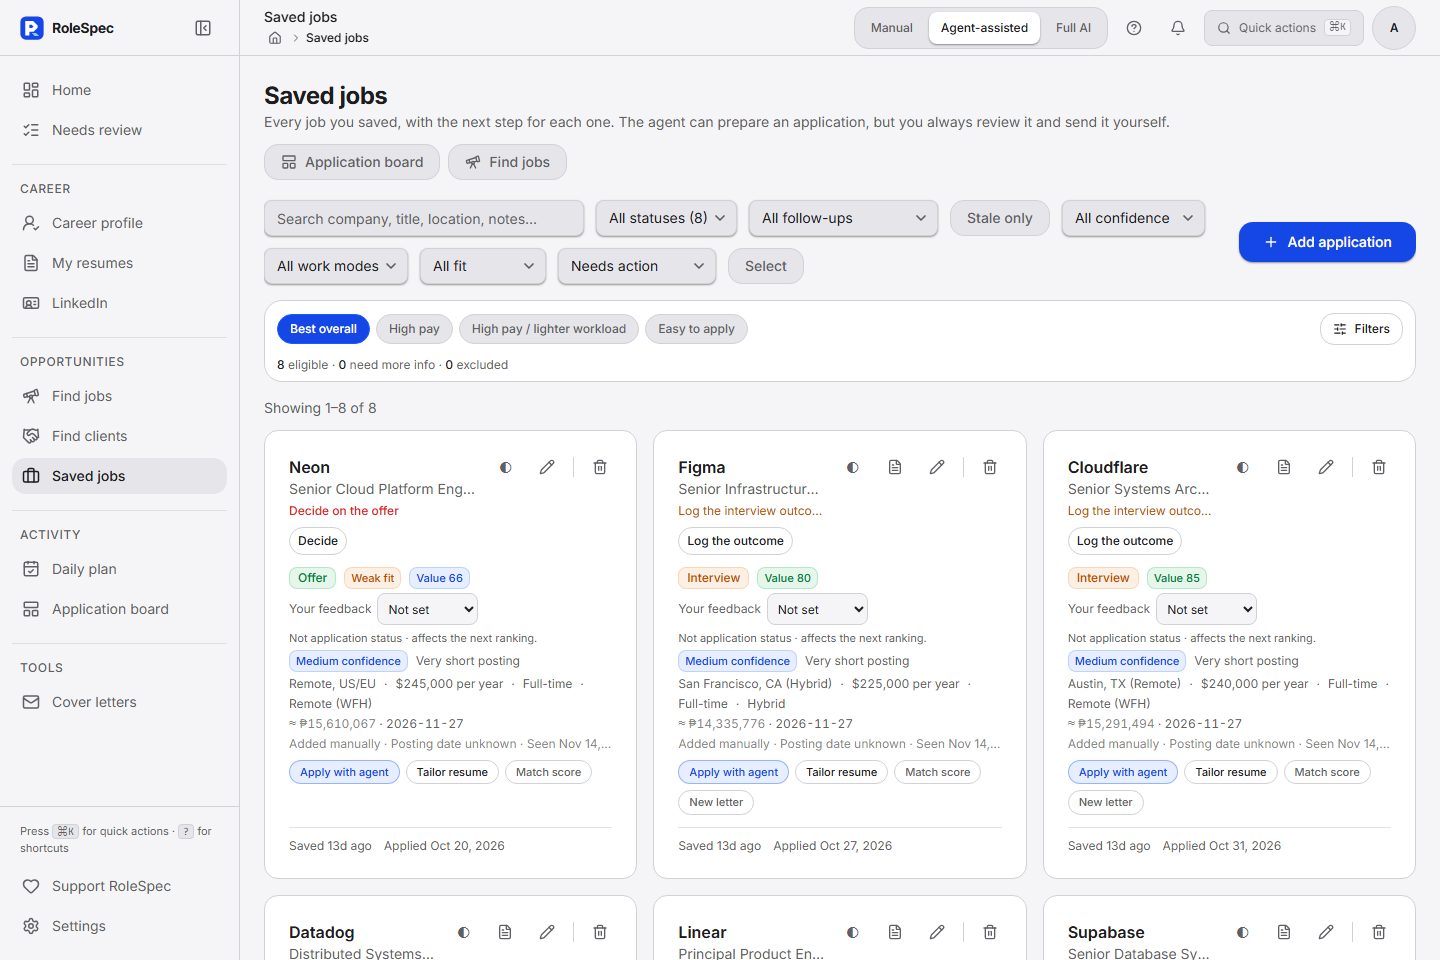 RoleSpec
Home
Needs review
CAREER
Career profile
My resumes
LinkedIn
OPPORTUNITIES
Find jobs
Find clients
Saved jobs
ACTIVITY
Daily plan
Application board
TOOLS
Cover letters
Press ⌘K for quick actions · ? for
shortcuts
Support RoleSpec
Settings
Saved jobs
Saved jobs
Manual
Agent-assisted
Full AI
Quick actions ⌘K
A
Saved jobs
Every job you saved, with the next step for each one. The agent can prepare an application, but you always review it and send it yourself.
Application board
Find jobs
Search company, title, location, notes...
All statuses (8)
All follow-ups
Stale only
All confidence
All work modes
All fit
Needs action
Select
Add application
Best overall
High pay
High pay / lighter workload
Easy to apply
Filters
8 eligible · 0 need more info · 0 excluded
Showing 1–8 of 8
Neon
Senior Cloud Platform Eng...
Decide on the offer
Decide
Offer
Weak fit
Value 66
Your feedback
Not set
Not application status · affects the next ranking.
Medium confidence
Very short posting
Remote, US/EU · $245,000 per year · Full-time ·
Remote (WFH)
≈ ₱15,610,067 · 2026-11-27
Added manually · Posting date unknown · Seen Nov 14,...
Apply with agent
Tailor resume
Match score
Saved 13d ago Applied Oct 20, 2026
Figma
Senior Infrastructur...
Log the interview outco...
Log the outcome
Interview
Value 80
Your feedback
Not set
Not application status · affects the next ranking.
Medium confidence
Very short posting
San Francisco, CA (Hybrid) · $225,000 per year ·
Full-time · Hybrid
≈ ₱14,335,776 · 2026-11-27
Added manually · Posting date unknown · Seen Nov 14,...
Apply with agent
Tailor resume
Match score
New letter
Saved 13d ago Applied Oct 27, 2026
Cloudflare
Senior Systems Arc...
Log the interview outco...
Log the outcome
Interview
Value 85
Your feedback
Not set
Not application status · affects the next ranking.
Medium confidence
Very short posting
Austin, TX (Remote) · $240,000 per year · Full-time ·
Remote (WFH)
≈ ₱15,291,494 · 2026-11-27
Added manually · Posting date unknown · Seen Nov 14,...
Apply with agent
Tailor resume
Match score
New letter
Saved 13d ago Applied Oct 31, 2026
Datadog
Distributed Systems...
Linear
Principal Product En...
Supabase
Senior Database Sy...